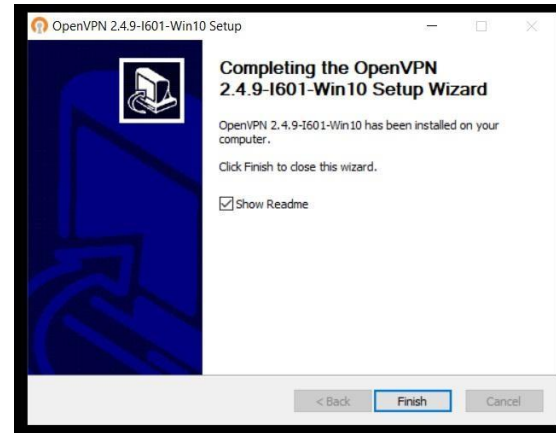 OpenVPN 2.4.9-I601-Win10 Setup
Completing the OpenVPN
2.4.9-I601-Win10 Setup Wizard
OpenVPN 2.4.9-I601-Win10 has been installed on your
computer.
Click Finish to close this wizard.
Show Readme
< Back Finish Cancel